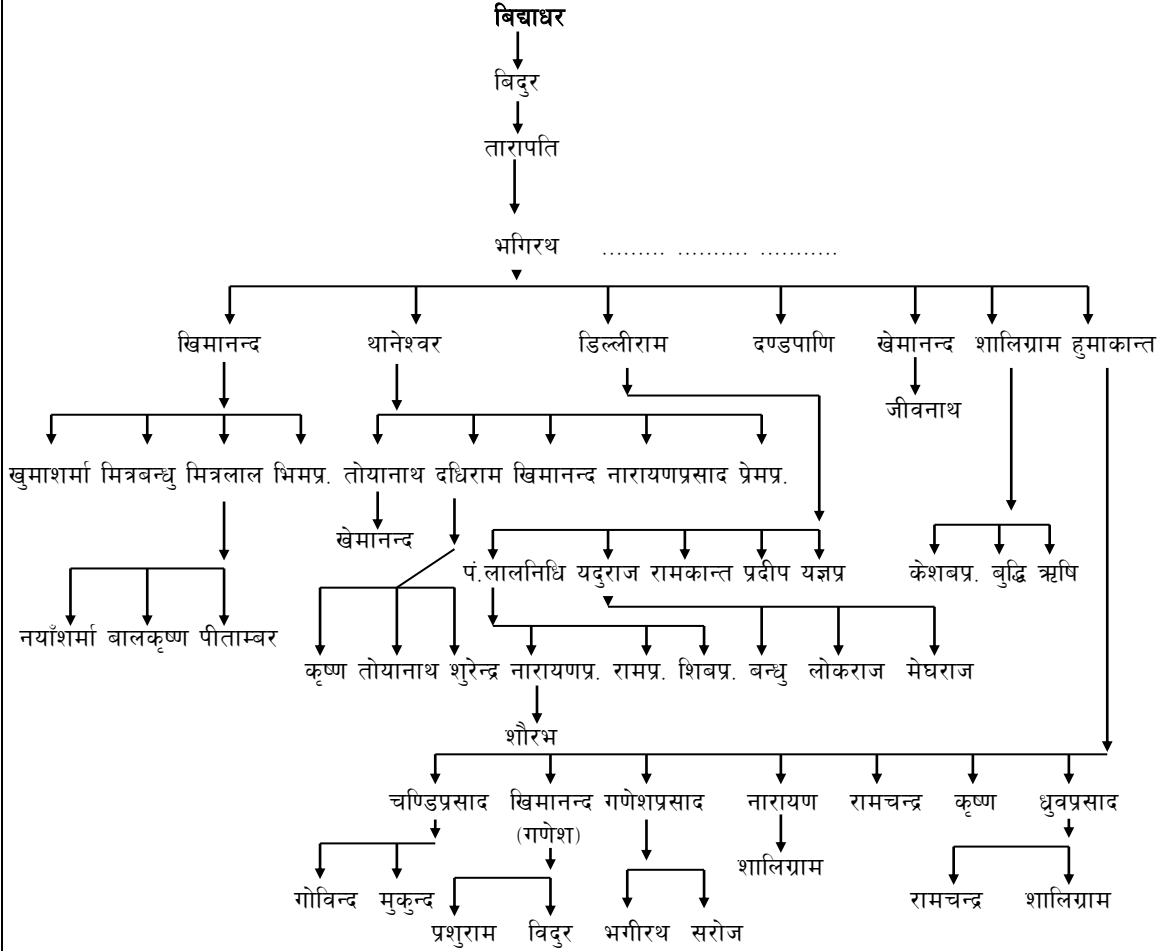 बिद्याधर
बिदुर
तारापति
भगिरथ ......... .......... ...........
खिमानन्द थानेश्वर डिल्लीराम दण्डपाणि खेमानन्द शालिग्राम हुमाकान्त
जीवनाथ
खुमाशर्मा मित्रबन्धु मित्रलाल भिमप्र. तोयानाथ दधिराम खिमानन्द नारायणप्रसाद प्रेमप्र.
खेमानन्द
पं.लालनिधि यदुराज रामकान्त प्रदीप यज्ञप्र केशबप्र. बुद्धि ऋषि
नयाँशर्मा बालकृष्ण पीताम्बर
कृष्ण तोयानाथ शुरेन्द्र नारायणप्र. रामप्र. शिबप्र. बन्धु लोकराज मेघराज
शौरभ
चण्डिप्रसाद खिमानन्द गणेशप्रसाद नारायण रामचन्द्र कृष्ण ध्रुवप्रसाद
(गणेश)
शालिग्राम
गोविन्द मुकुन्द रामचन्द्र शालिग्राम
प्रशुराम विदुर भगीरथ सरोज